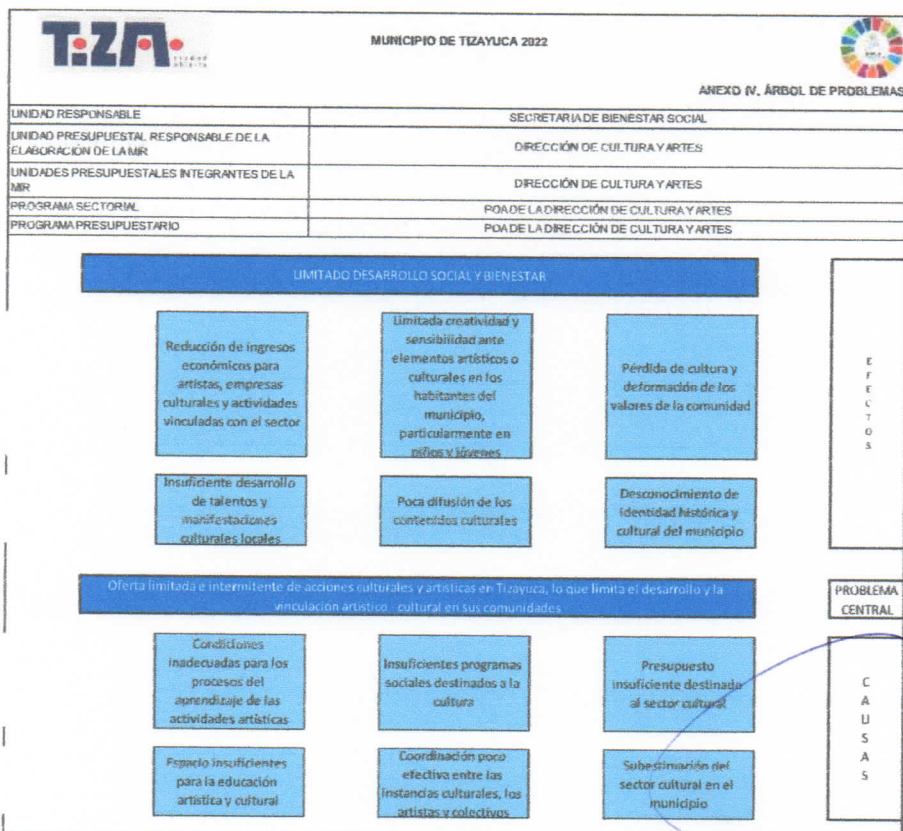 TIZA
ciudad
abierta
MUNICIPIO DE TIZAYUCA 2022
ANEXO IV. ÁRBOL DE PROBLEMAS
UNIDAD RESPONSABLE
SECRETARIA DE BIENESTAR SOCIAL
UNIDAD PRESUPUESTAL RESPONSABLE DE LA
ELABORACIÓN DE LA MIR
DIRECCIÓN DE CULTURA Y ARTES
UNIDADES PRESUPUESTALES INTEGRANTES DE LA
MIR
DIRECCIÓN DE CULTURA Y ARTES
PROGRAMA SECTORIAL
POA DE LA DIRECCIÓN DE CULTURA Y ARTES
PROGRAMA PRESUPUESTARIO
POA DE LA DIRECCIÓN DE CULTURA Y ARTES
LIMITADO DESARROLLO SOCIAL Y BIENESTAR
Reducción de ingresos
económicos para
artistas, empresas
culturales y actividades
vinculadas con el sector
Limitada creatividad y
sensibilidad ante
elementos artísticos o
culturales en los
habitantes del
municipio,
particularmente en
niños y jóvenes
Pérdida de cultura y
deformación de los
valores de la comunidad
E
F
E
C
T
O
S
Insuficiente desarrollo
de talentos y
manifestaciones
culturales locales
Poca difusión de los
contenidos culturales
Desconocimiento de
identidad histórica y
cultural del municipio
Oferta limitada e intermitente de acciones culturales y artísticas en Tizayuca, lo que limita el desarrollo y la
vinculación artístico cultural en sus comunidades
PROBLEMA
CENTRAL
Condiciones
inadecuadas para los
procesos del
aprendizaje de las
actividades artísticas
Insuficientes programas
sociales destinados a la
cultura
Presupuesto
insuficiente destinado
al sector cultural
C
A
U
S
A
S
Espacio insuficientes
para la educación
artística y cultural
Coordinación poco
efectiva entre las
instancias culturales, los
artistas y colectivos
Subestimación del
sector cultural en el
municipio